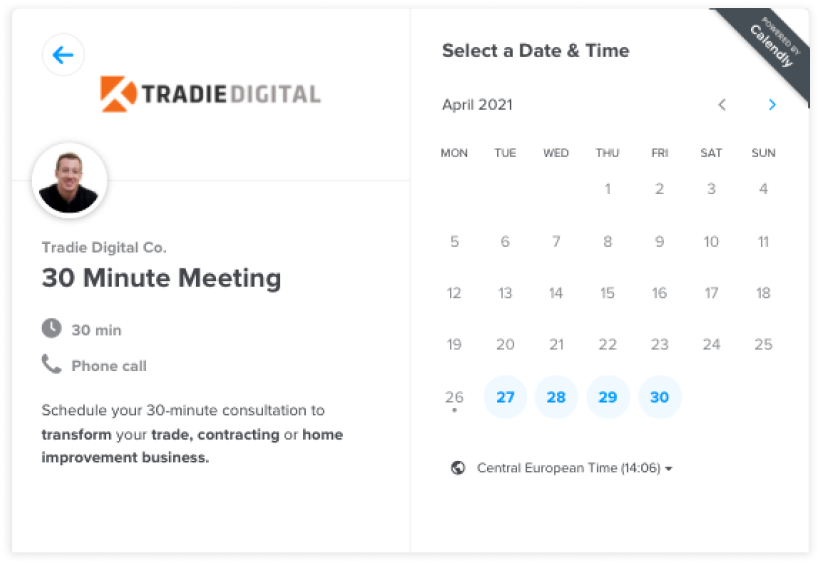 TRADIEDIGITAL
Tradie Digital Co.
30 Minute Meeting
30 min
Phone call
Schedule your 30-minute consultation to
transform your trade, contracting or home
improvement business.
Select a Date & Time
POWERED BY
Calendly
April 2021
MON TUE WED THU FRI SAT SUN
1 2 3 4
5 6 7 8 9 10 11
12 13 14 15 16 17 18
19 20 21 22 23 24 25
26 27 28 29 30
Central European Time (14:06)